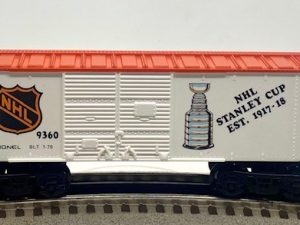 NHL
9360
LIONEL BLT 1-78
NHL
STANLEY CUP
EST. 1917-18